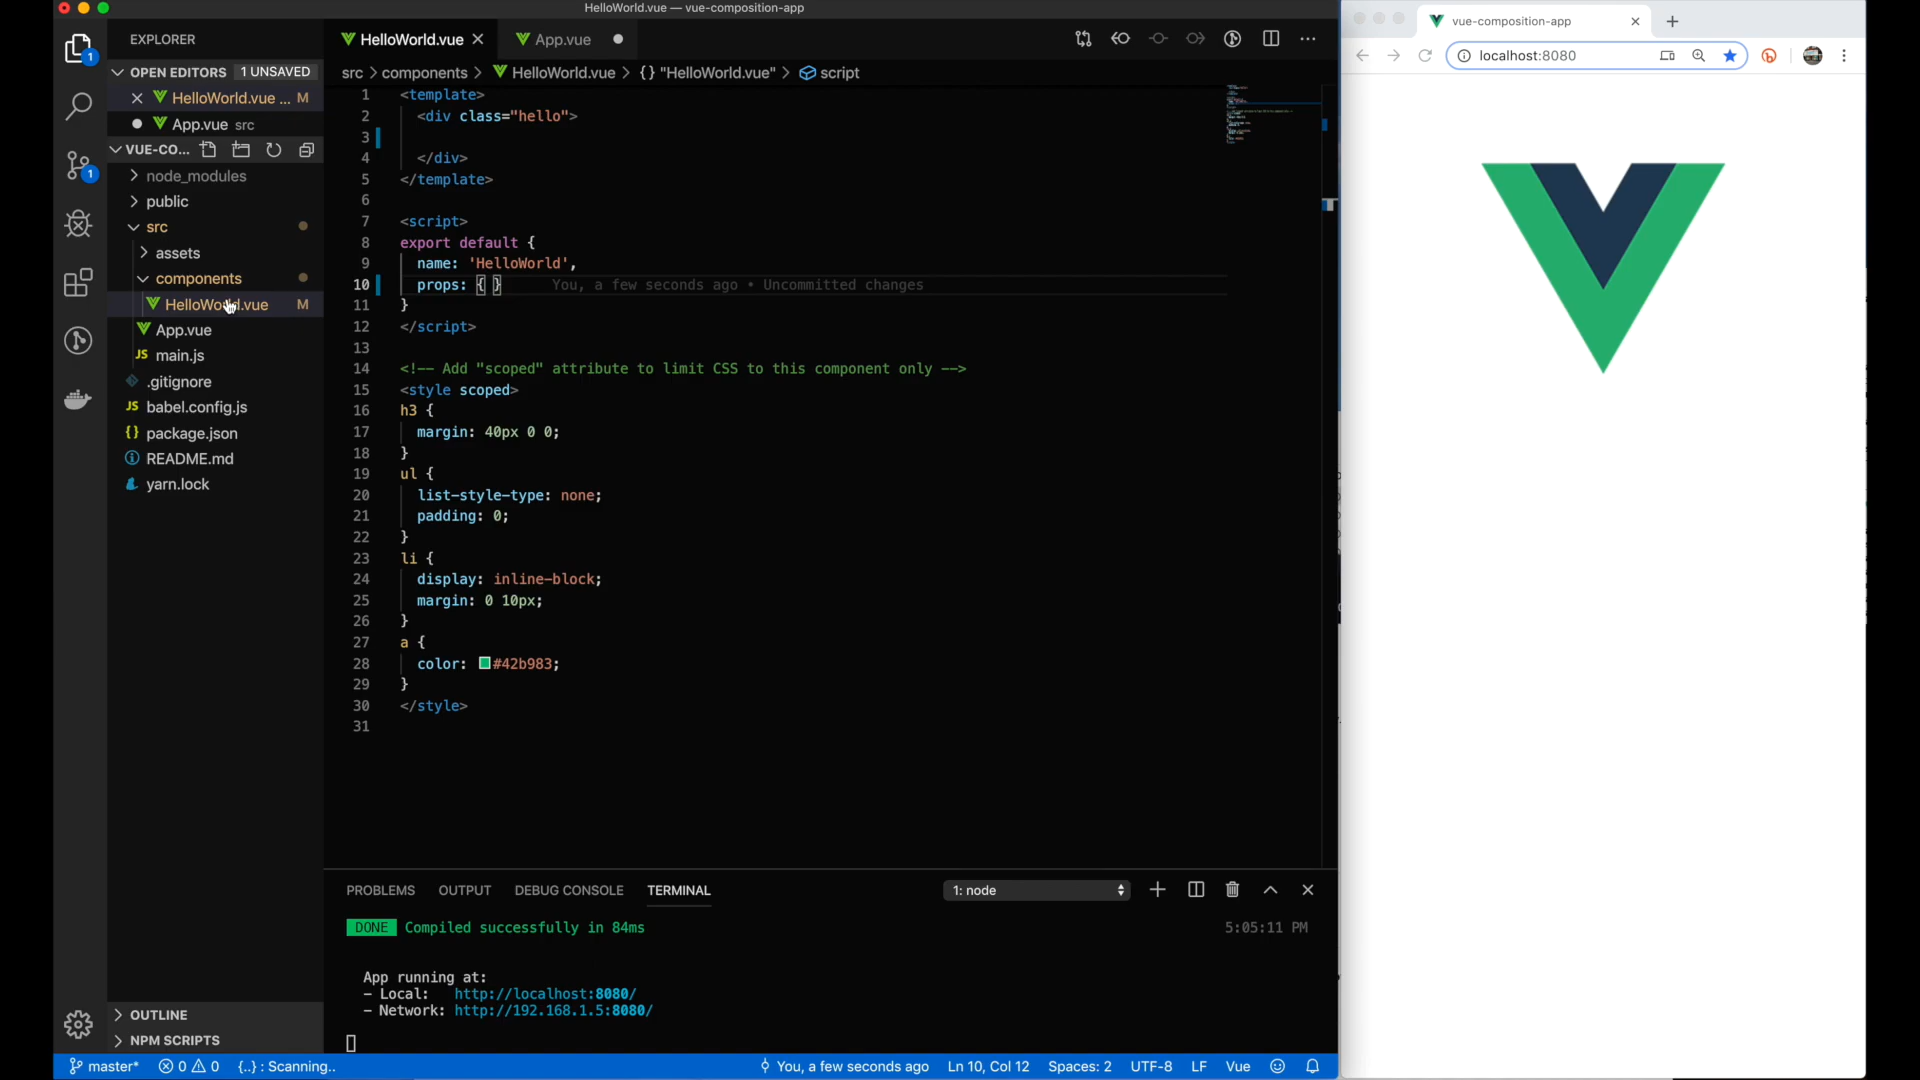 HelloWorld.vue — vue-composition-app
EXPLORER
OPEN EDITORS 1 UNSAVED
HelloWorld.vue ... M
App.vue src
VUE-CO...
node_modules
public
src
assets
components
HelloWorld.vue M
App.vue
JS main.js
.gitignore
JS babel.config.js
{} package.json
README.md
yarn.lock
OUTLINE
NPM SCRIPTS
1
1
HelloWorld.vue
App.vue
src > components > HelloWorld.vue > {} "HelloWorld.vue" > script
1 <template>
2 <div class="hello">
3
4 </div>
5 </template>
6
7 <script>
8 export default {
9 name: 'HelloWorld',
10 props: { } You, a few seconds ago • Uncommitted changes
11 }
12 </script>
13
14 <!-- Add "scoped" attribute to limit CSS to this component only -->
15 <style scoped>
16 h3 {
17 margin: 40px 0 0;
18 }
19 ul {
20 list-style-type: none;
21 padding: 0;
22 }
23 li {
24 display: inline-block;
25 margin: 0 10px;
26 }
27 a {
28 color: #42b983;
29 }
30 </style>
31
PROBLEMS OUTPUT DEBUG CONSOLE TERMINAL 1: node
DONE Compiled successfully in 84ms 5:05:11 PM
App running at:
- Local: http://localhost:8080/
- Network: http://192.168.1.5:8080/
master* 0 0 {..} : Scanning.. You, a few seconds ago Ln 10, Col 12 Spaces: 2 UTF-8 LF Vue
vue-composition-app
localhost:8080